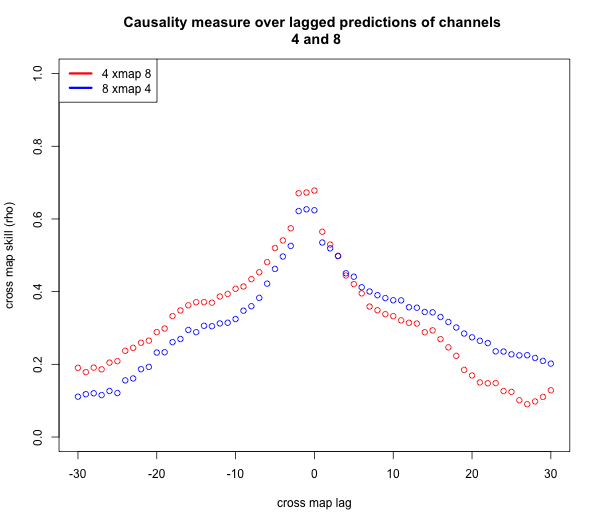 Causality measure over lagged predictions of channels
4 and 8
4 xmap 8
8 xmap 4
cross map skill (rho)
1.0
0.8
0.6
0.4
0.2
0.0
-30
-20
-10
0
10
20
30
cross map lag